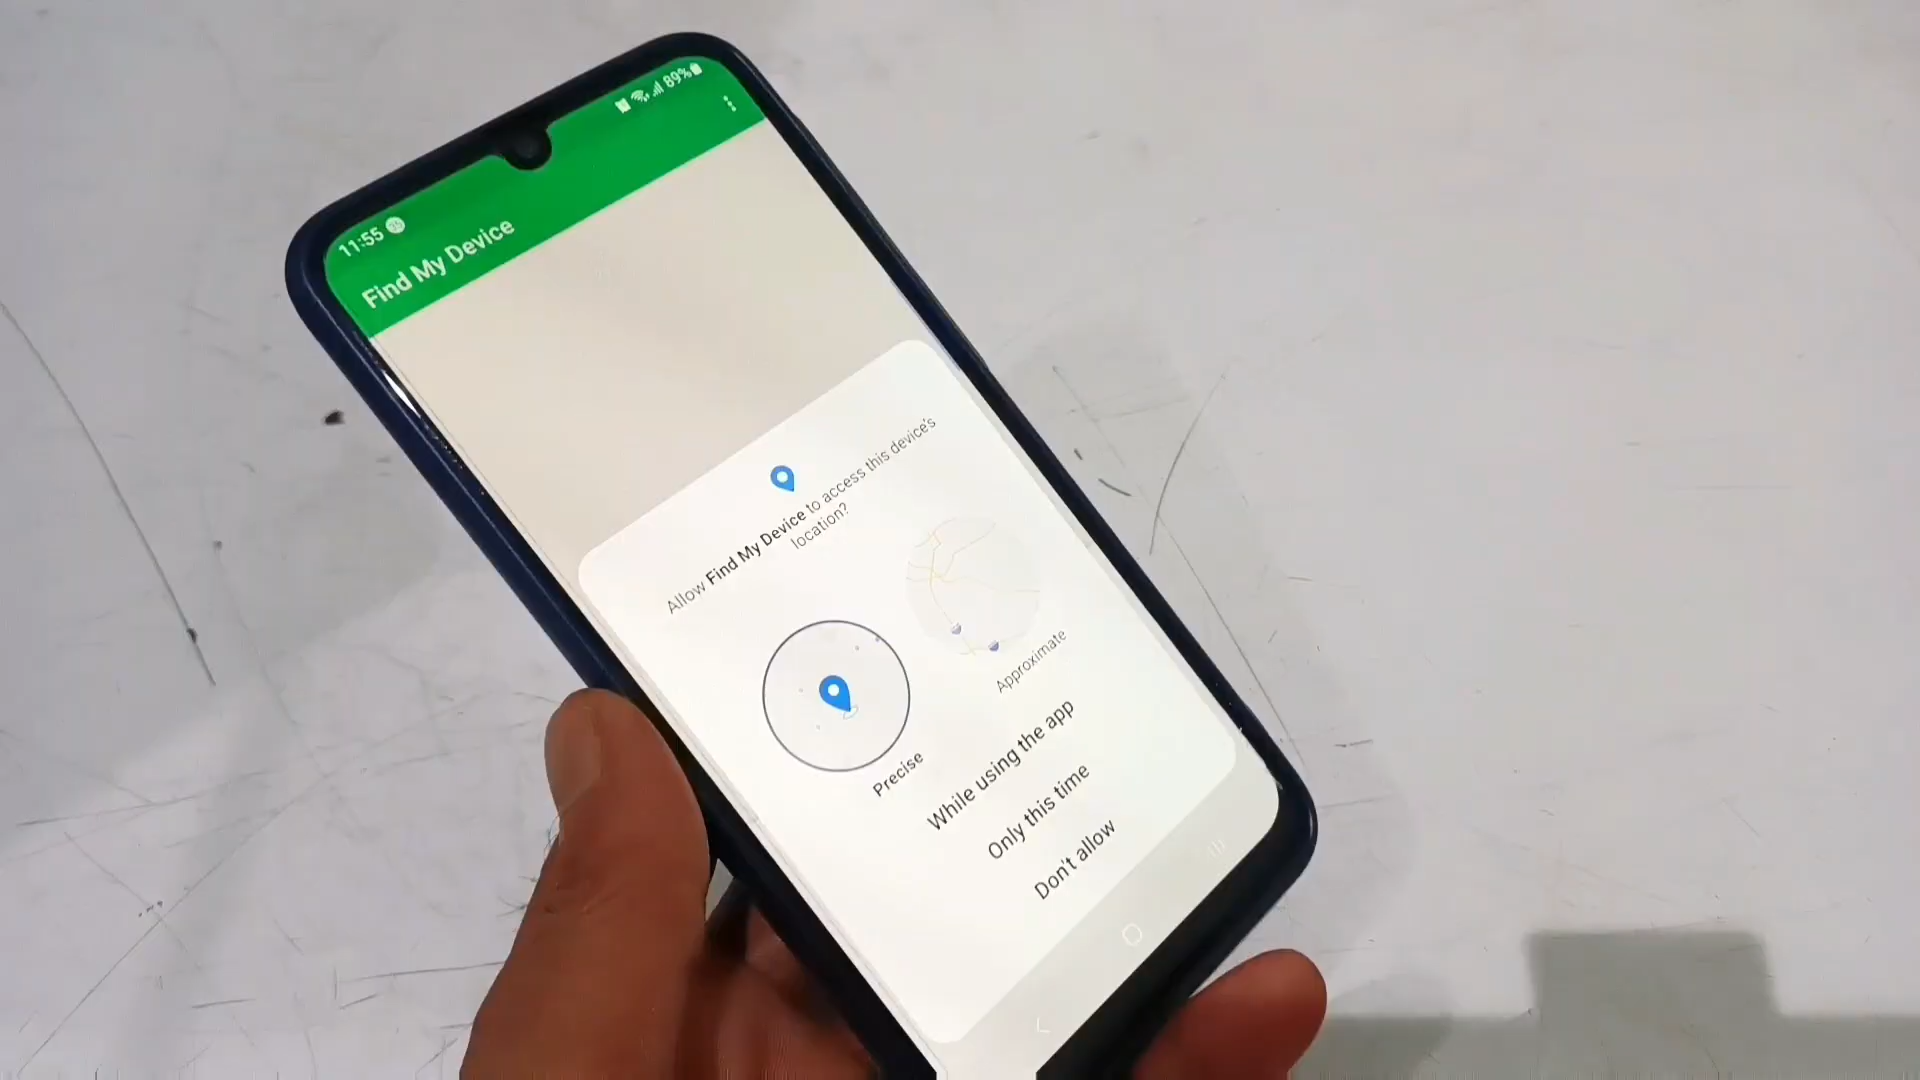 11:55
89%
Find My Device
Allow Find My Device to access this device's
location?
Precise
Approximate
While using the app
Only this time
Don't allow